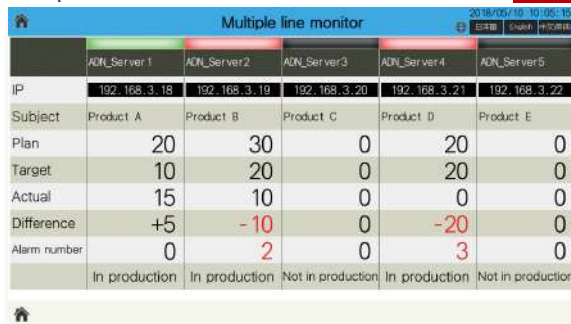 Multiple line monitor
2018/05/10 10:05:15
日本語 English
ADN_Server1 ADN_Server2 ADN_Server3 ADN_Server4 ADN_Server5
IP 192.168.3.18 192.168.3.19 192.168.3.20 192.168.3.21 192.168.3.22
Subject Product A Product B Product C Product D Product E
Plan 20 30 0 20 0
Target 10 20 0 20 0
Actual 15 10 0 0 0
Difference +5 -10 0 -20 0
Alarm number 0 2 0 3 0
In production In production Not in production In production Not in production